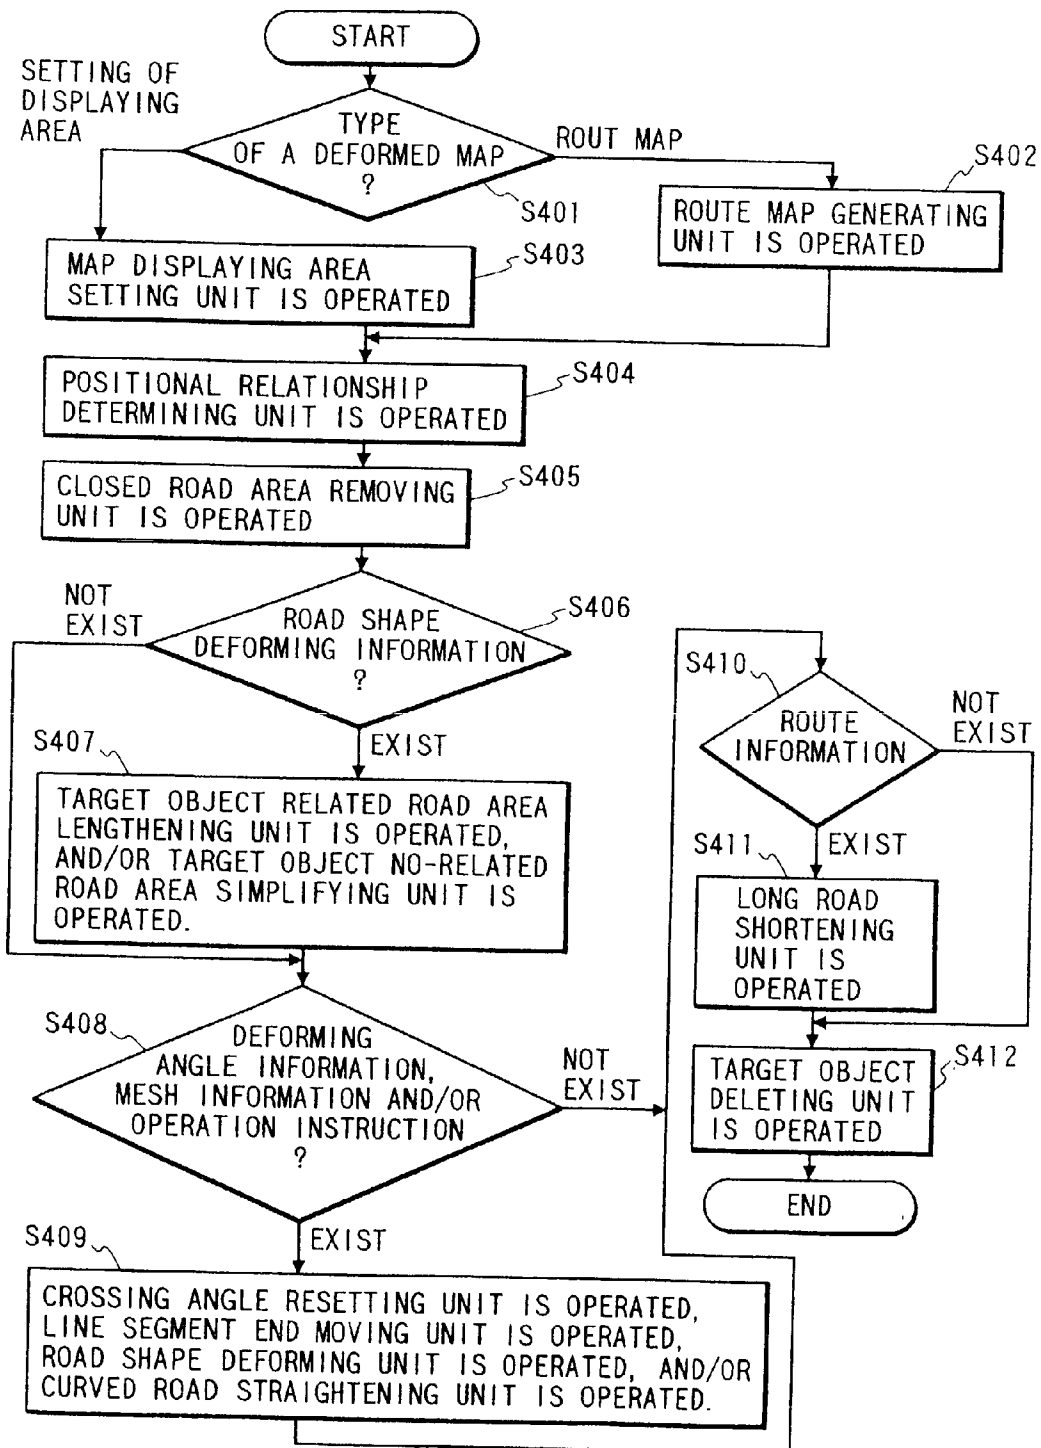 START
SETTING OF
DISPLAYING
AREA
TYPE
OF A DEFORMED MAP
?
ROUT MAP
S401
S402
ROUTE MAP GENERATING
UNIT IS OPERATED
S403
MAP DISPLAYING AREA
SETTING UNIT IS OPERATED
S404
POSITIONAL RELATIONSHIP
DETERMINING UNIT IS OPERATED
S405
CLOSED ROAD AREA REMOVING
UNIT IS OPERATED
NOT
EXIST
S406
ROAD SHAPE
DEFORMING INFORMATION
?
EXIST
S407
TARGET OBJECT RELATED ROAD AREA
LENGTHENING UNIT IS OPERATED,
AND/OR TARGET OBJECT NO-RELATED
ROAD AREA SIMPLIFYING UNIT IS
OPERATED.
S408
DEFORMING
ANGLE INFORMATION,
MESH INFORMATION AND/OR
OPERATION INSTRUCTION
?
NOT
EXIST
EXIST
S409
CROSSING ANGLE RESETTING UNIT IS OPERATED,
LINE SEGMENT END MOVING UNIT IS OPERATED,
ROAD SHAPE DEFORMING UNIT IS OPERATED, AND/OR
CURVED ROAD STRAIGHTENING UNIT IS OPERATED.
S410
ROUTE
INFORMATION
NOT
EXIST
EXIST
S411
LONG ROAD
SHORTENING
UNIT IS
OPERATED
S412
TARGET OBJECT
DELETING UNIT
IS OPERATED
END